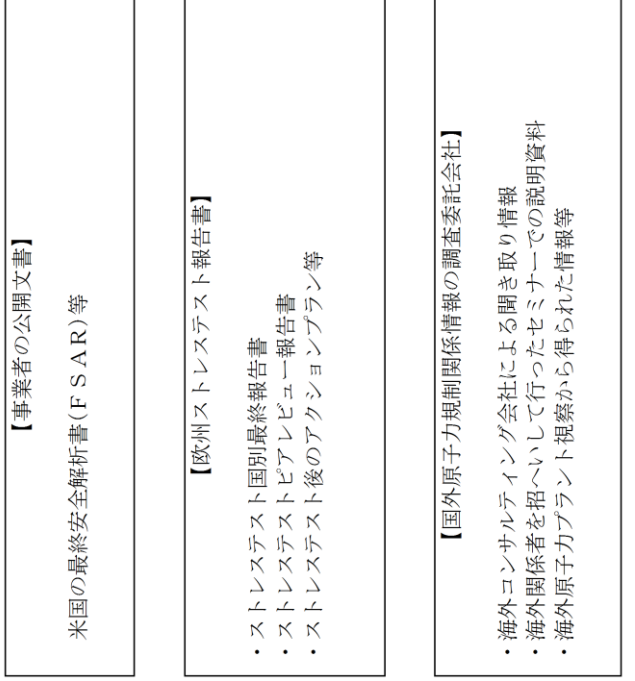 【事業者の公開文書】
米国の最終安全解析書(ＦＳＡＲ)等
【欧州ストレステスト報告書】
・ストレステスト国別最終報告書
・ストレステストピアレビュー報告書
・ストレステスト後のアクションプラン等
【国外原子力規制関係情報の調査委託会社】
・海外コンサルティング会社による聞き取り情報
・海外関係者を招へいして行ったセミナーでの説明資料
・海外原子力プラント視察から得られた情報等